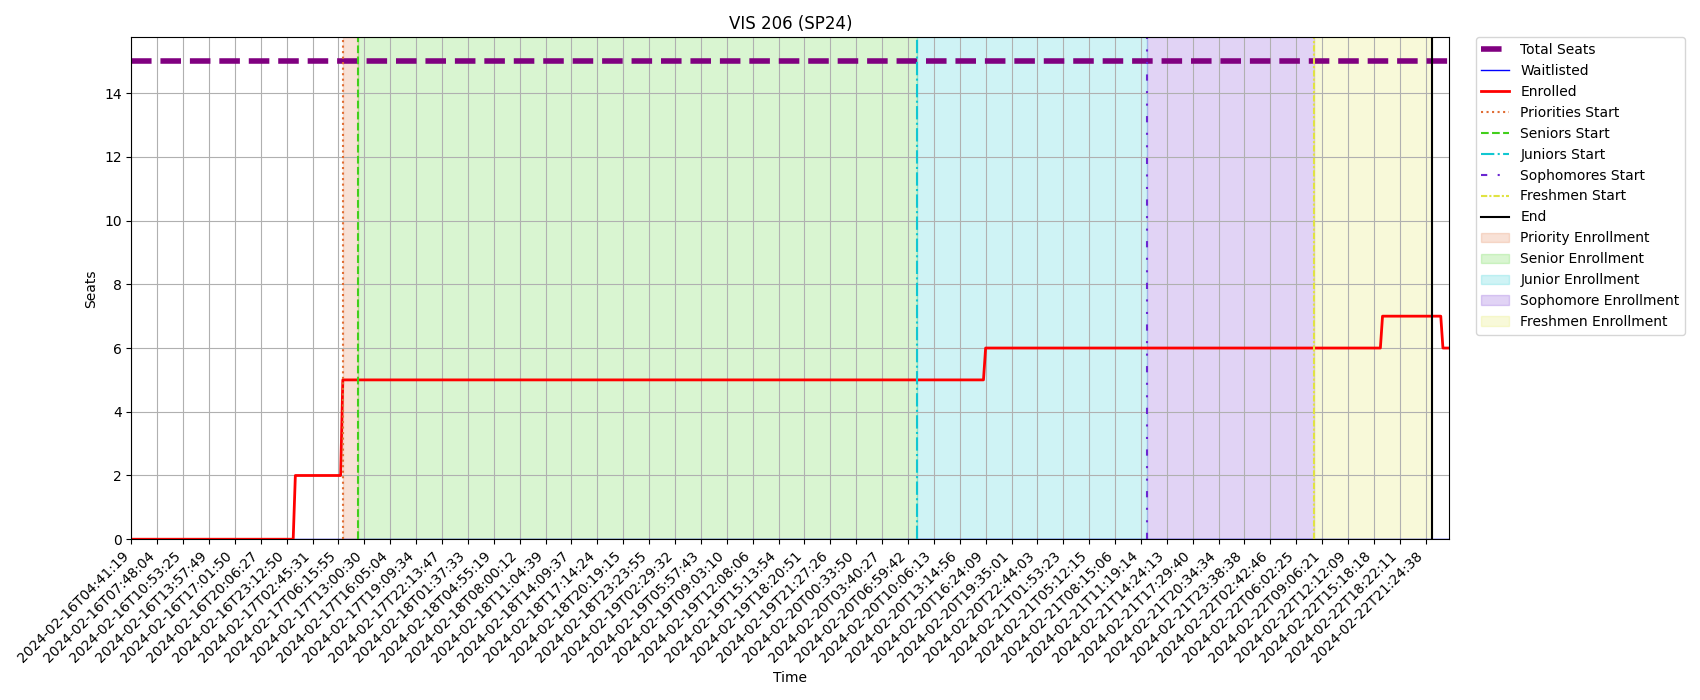 VIS 206 (SP24)
Total Seats
Waitlisted
Enrolled
Priorities Start
Seniors Start
Juniors Start
Sophomores Start
Freshmen Start
End
Priority Enrollment
Senior Enrollment
Junior Enrollment
Sophomore Enrollment
Freshmen Enrollment
Seats
14
12
10
8
6
4
2
0
2024-02-16T04:41:19
2024-02-16T07:48:04
2024-02-16T10:53:25
2024-02-16T13:57:49
2024-02-16T17:01:50
2024-02-16T20:06:27
2024-02-16T23:12:50
2024-02-17T02:45:31
2024-02-17T06:15:55
2024-02-17T13:00:30
2024-02-17T16:05:04
2024-02-17T19:09:34
2024-02-17T22:13:47
2024-02-18T01:37:33
2024-02-18T04:55:19
2024-02-18T08:00:12
2024-02-18T11:04:39
2024-02-18T14:09:37
2024-02-18T17:14:24
2024-02-18T20:19:15
2024-02-18T23:23:55
2024-02-19T02:29:32
2024-02-19T05:57:43
2024-02-19T09:03:10
2024-02-19T12:08:06
2024-02-19T15:13:54
2024-02-19T18:20:51
2024-02-19T21:27:26
2024-02-20T00:33:50
2024-02-20T03:40:27
2024-02-20T06:59:42
2024-02-20T10:06:13
2024-02-20T13:14:56
2024-02-20T16:24:09
2024-02-20T19:35:01
2024-02-20T22:44:03
2024-02-21T01:53:23
2024-02-21T05:12:15
2024-02-21T08:15:06
2024-02-21T11:19:14
2024-02-21T14:24:13
2024-02-21T17:29:40
2024-02-21T20:34:34
2024-02-21T23:38:38
2024-02-22T02:42:46
2024-02-22T06:02:25
2024-02-22T09:06:21
2024-02-22T12:12:09
2024-02-22T15:18:18
2024-02-22T18:22:11
2024-02-22T21:24:38
Time